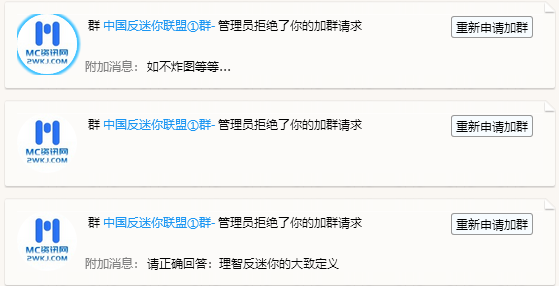 MC资讯网
2WKJ.COM
群 中国反迷你联盟①群- 管理员拒绝了你的加群请求
重新申请加群
附加消息：如不炸图等等...
MC资讯网
2WKJ.COM
群 中国反迷你联盟①群- 管理员拒绝了你的加群请求
重新申请加群
MC资讯网
2WKJ.COM
群 中国反迷你联盟①群- 管理员拒绝了你的加群请求
重新申请加群
附加消息：请正确回答：理智反迷你的大致定义